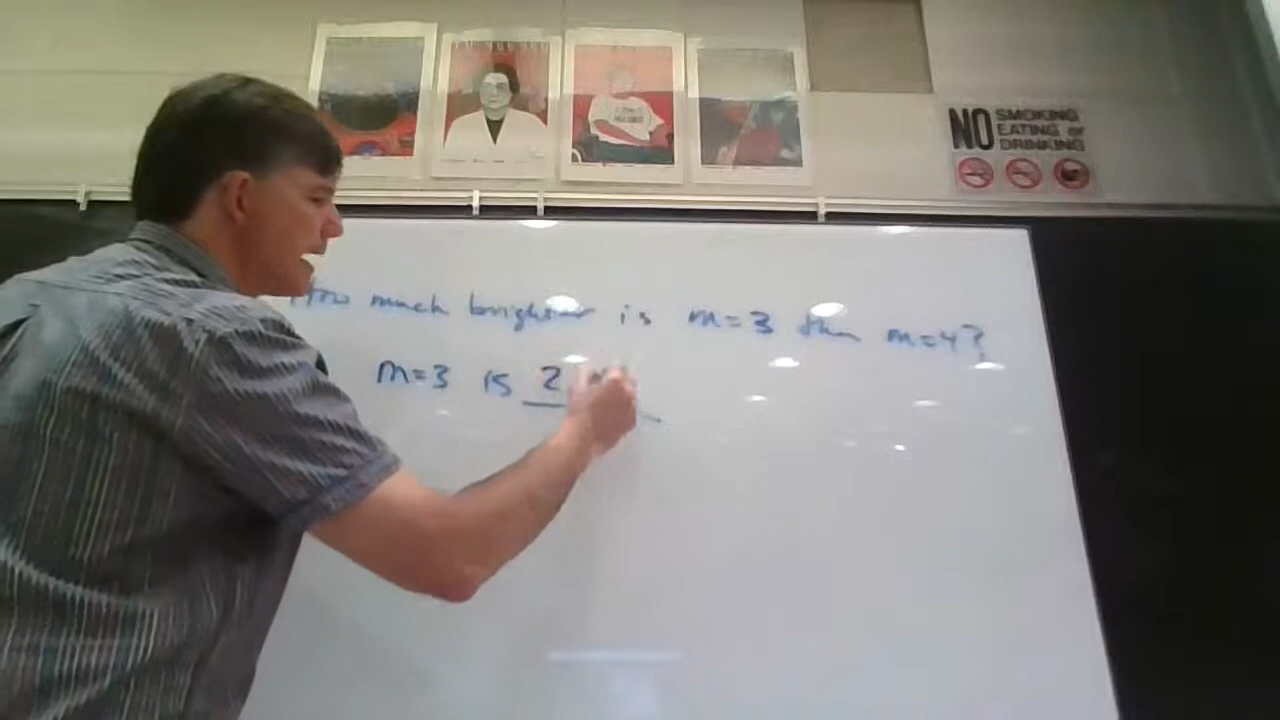 NO SMOKING
EATING or
DRINKING
How much brighter is m=3 than m=4?
m=3 is 2